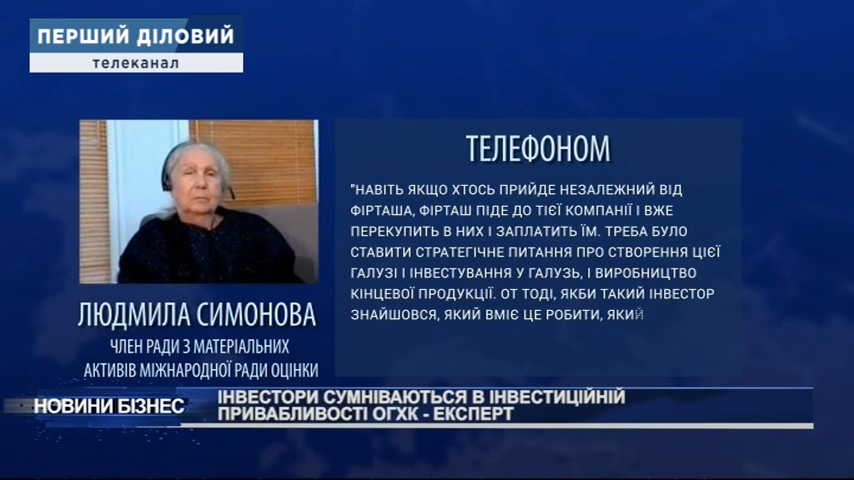 ПЕРШИЙ ДІЛОВИЙ
телеканал
ТЕЛЕФОНОМ
"НАВІТЬ ЯКЩО ХТОСЬ ПРИЙДЕ НЕЗАЛЕЖНИЙ ВІД
ФІРТАША, ФІРТАШ ПІДЕ ДО ТІЄЇ КОМПАНІЇ І ВЖЕ
ПЕРЕКУПИТЬ В НИХ І ЗАПЛАТИТЬ ЇМ. ТРЕБА БУЛО
СТАВИТИ СТРАТЕГІЧНЕ ПИТАННЯ ПРО СТВОРЕННЯ ЦІЄЇ
ГАЛУЗІ І ІНВЕСТУВАННЯ У ГАЛУЗЬ, І ВИРОБНИЦТВО
КІНЦЕВОЇ ПРОДУКЦІЇ. ОТ ТОДІ, ЯКБИ ТАКИЙ ІНВЕСТОР
ЗНАЙШОВСЯ, ЯКИЙ ВМІЄ ЦЕ РОБИТИ, ЯКИЙ
ЛЮДМИЛА СИМОНОВА
ЧЛЕН РАДИ З МАТЕРІАЛЬНИХ
АКТИВІВ МІЖНАРОДНОЇ РАДИ ОЦІНКИ
НОВИНИ БІЗНЕС
ІНВЕСТОРИ СУМНІВАЮТЬСЯ В ІНВЕСТИЦІЙНІЙ
ПРИВАБЛИВОСТІ ОГХК - ЕКСПЕРТ